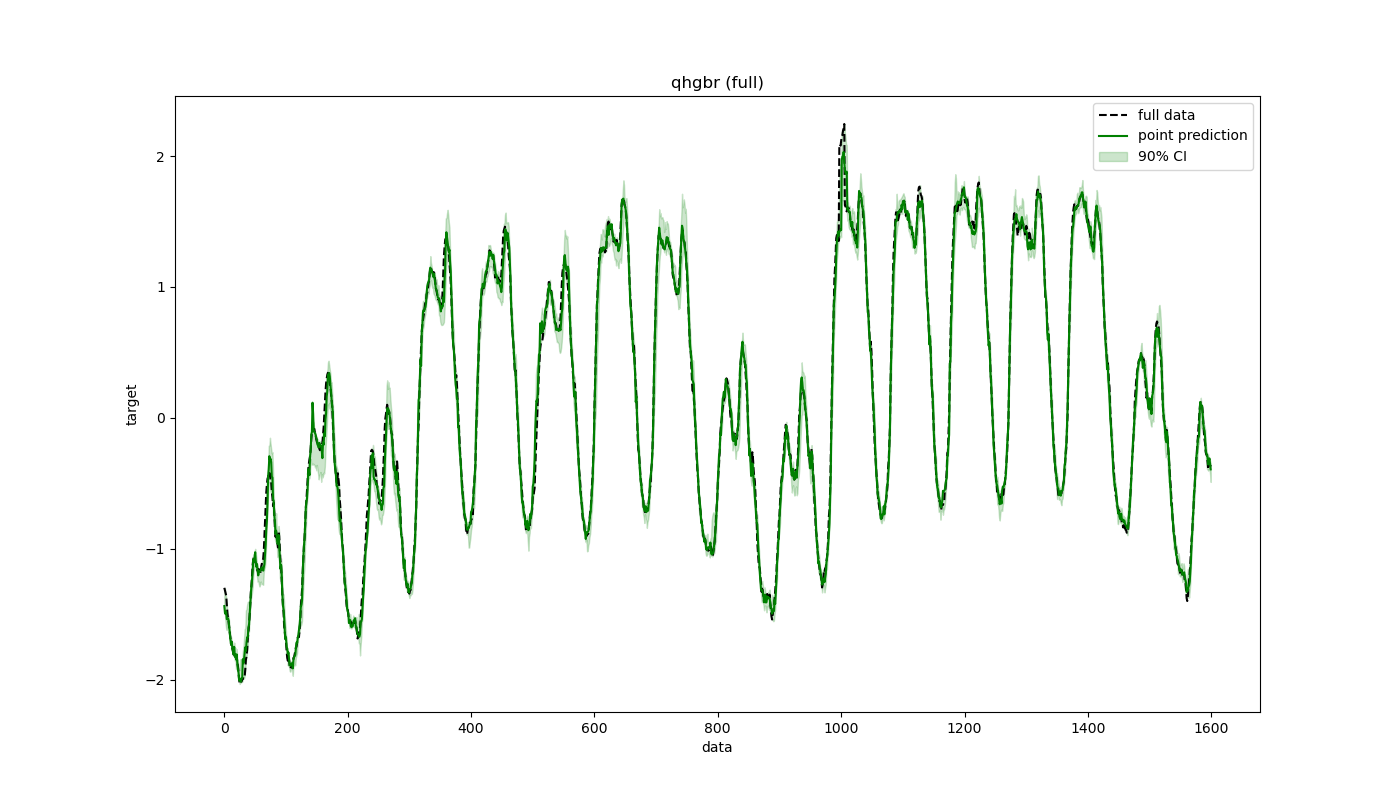 qhgbr (full)
full data
point prediction
90% CI
2
1
0
−1
−2
target
0 200 400 600 800 1000 1200 1400 1600
data